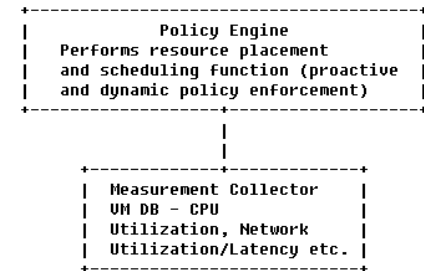 Policy Engine
Performs resource placement
and scheduling function (proactive
and dynamic policy enforcement)
Measurement Collector
VM DB - CPU
Utilization, Network
Utilization/Latency etc.